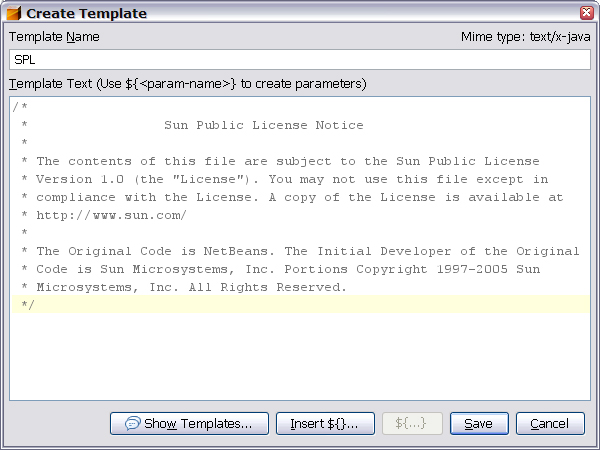 Create Template
Template Name Mime type: text/x-java
SPL
Template Text (Use ${<param-name>} to create parameters)
/*
 *                 Sun Public License Notice
 *
 * The contents of this file are subject to the Sun Public License
 * Version 1.0 (the "License"). You may not use this file except in
 * compliance with the License. A copy of the License is available at
 * http://www.sun.com/
 *
 * The Original Code is NetBeans. The Initial Developer of the Original
 * Code is Sun Microsystems, Inc. Portions Copyright 1997-2005 Sun
 * Microsystems, Inc. All Rights Reserved.
 */
Show Templates... Insert ${}... ${...} Save Cancel